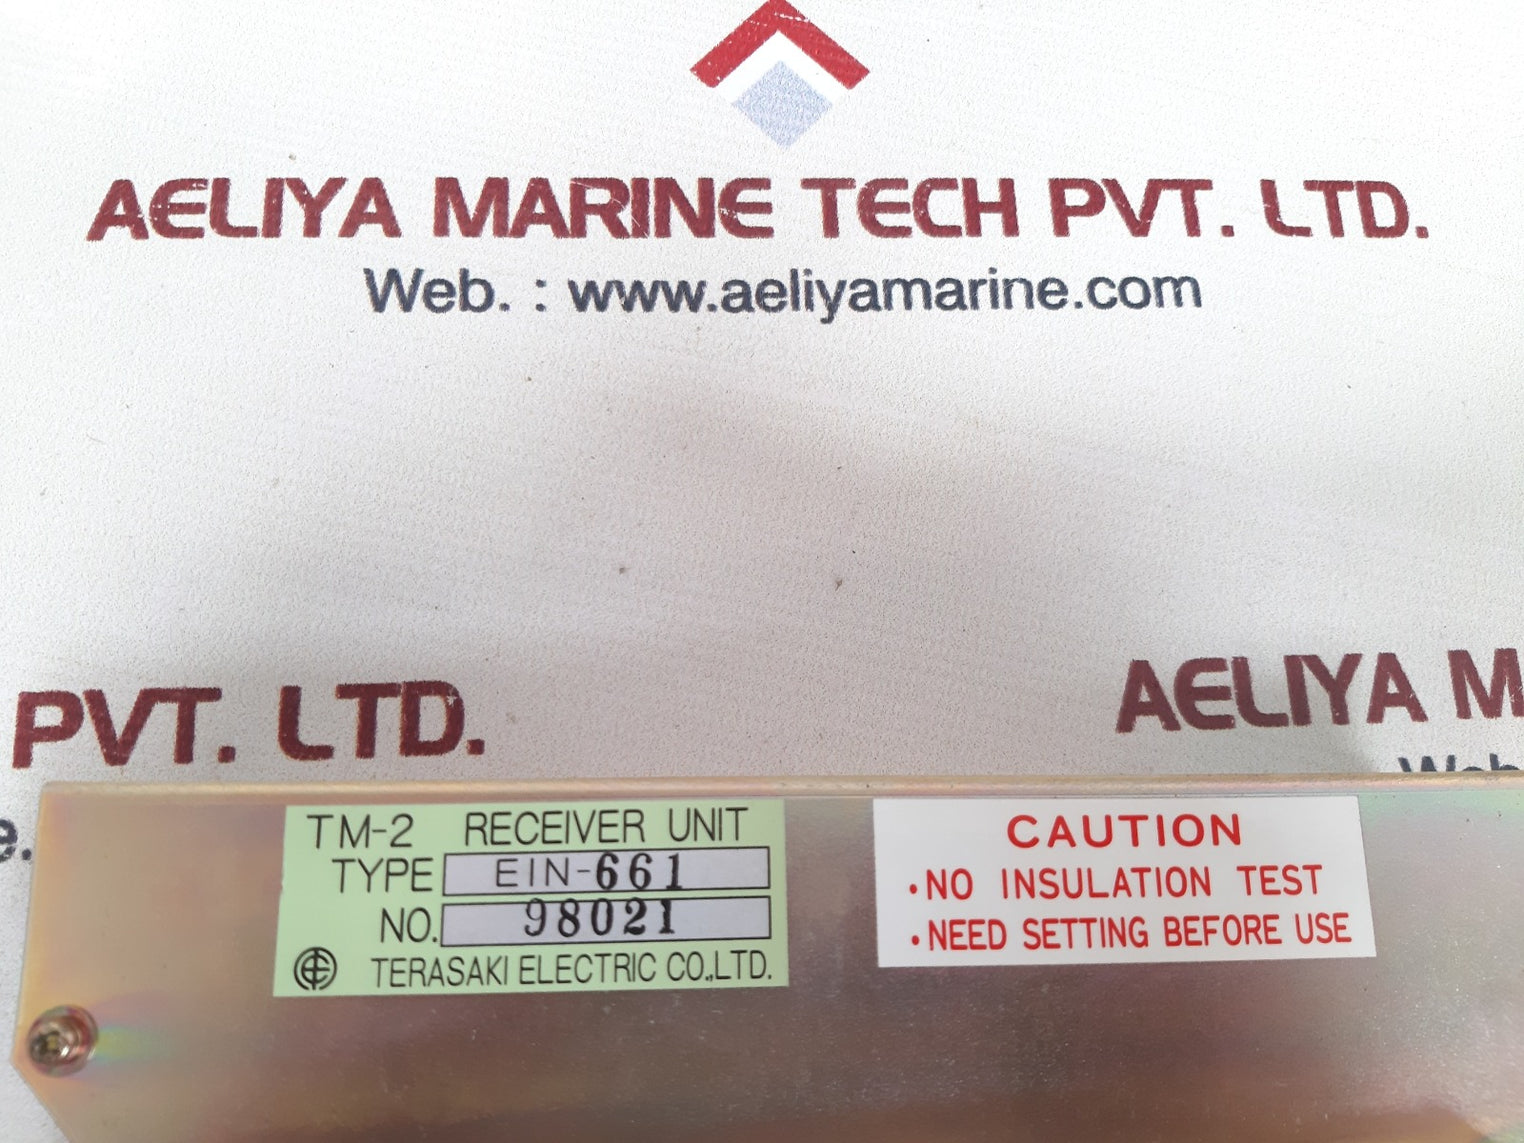 AELIYA MARINE TECH PVT. LTD.
Web. : www.aeliyamarine.com
PVT. LTD.
AELIYA M
Web
e.
TM-2 RECEIVER UNIT
TYPE EIN-661
NO. 98021
TERASAKI ELECTRIC CO.,LTD.
CAUTION
•NO INSULATION TEST
•NEED SETTING BEFORE USE